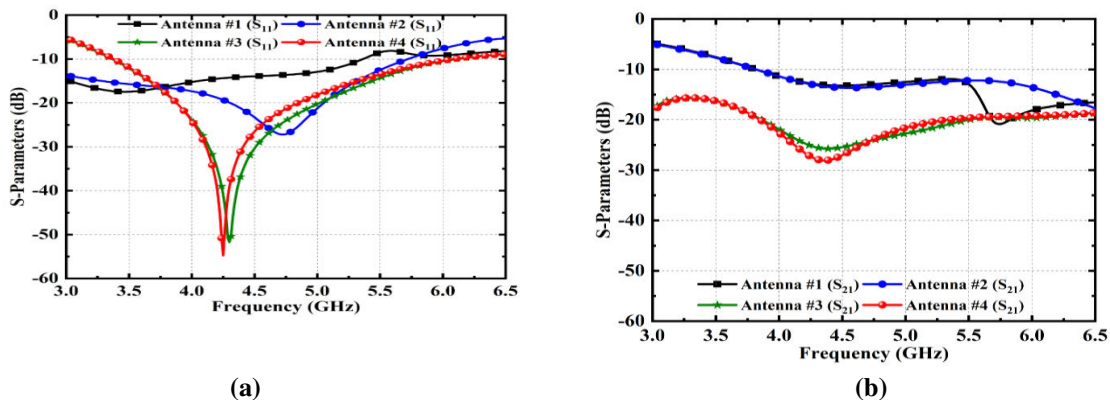 0
-10
-20
-30
-40
-50
-60
S-Parameters (dB)
Antenna #1 (S11) Antenna #2 (S11)
Antenna #3 (S11) Antenna #4 (S11)
3.0 3.5 4.0 4.5 5.0 5.5 6.0 6.5
Frequency (GHz)
(a)
0
-10
-20
-30
-40
-50
-60
S-Parameters (dB)
Antenna #1 (S21) Antenna #2 (S21)
Antenna #3 (S21) Antenna #4 (S21)
3.0 3.5 4.0 4.5 5.0 5.5 6.0 6.5
Frequency (GHz)
(b)